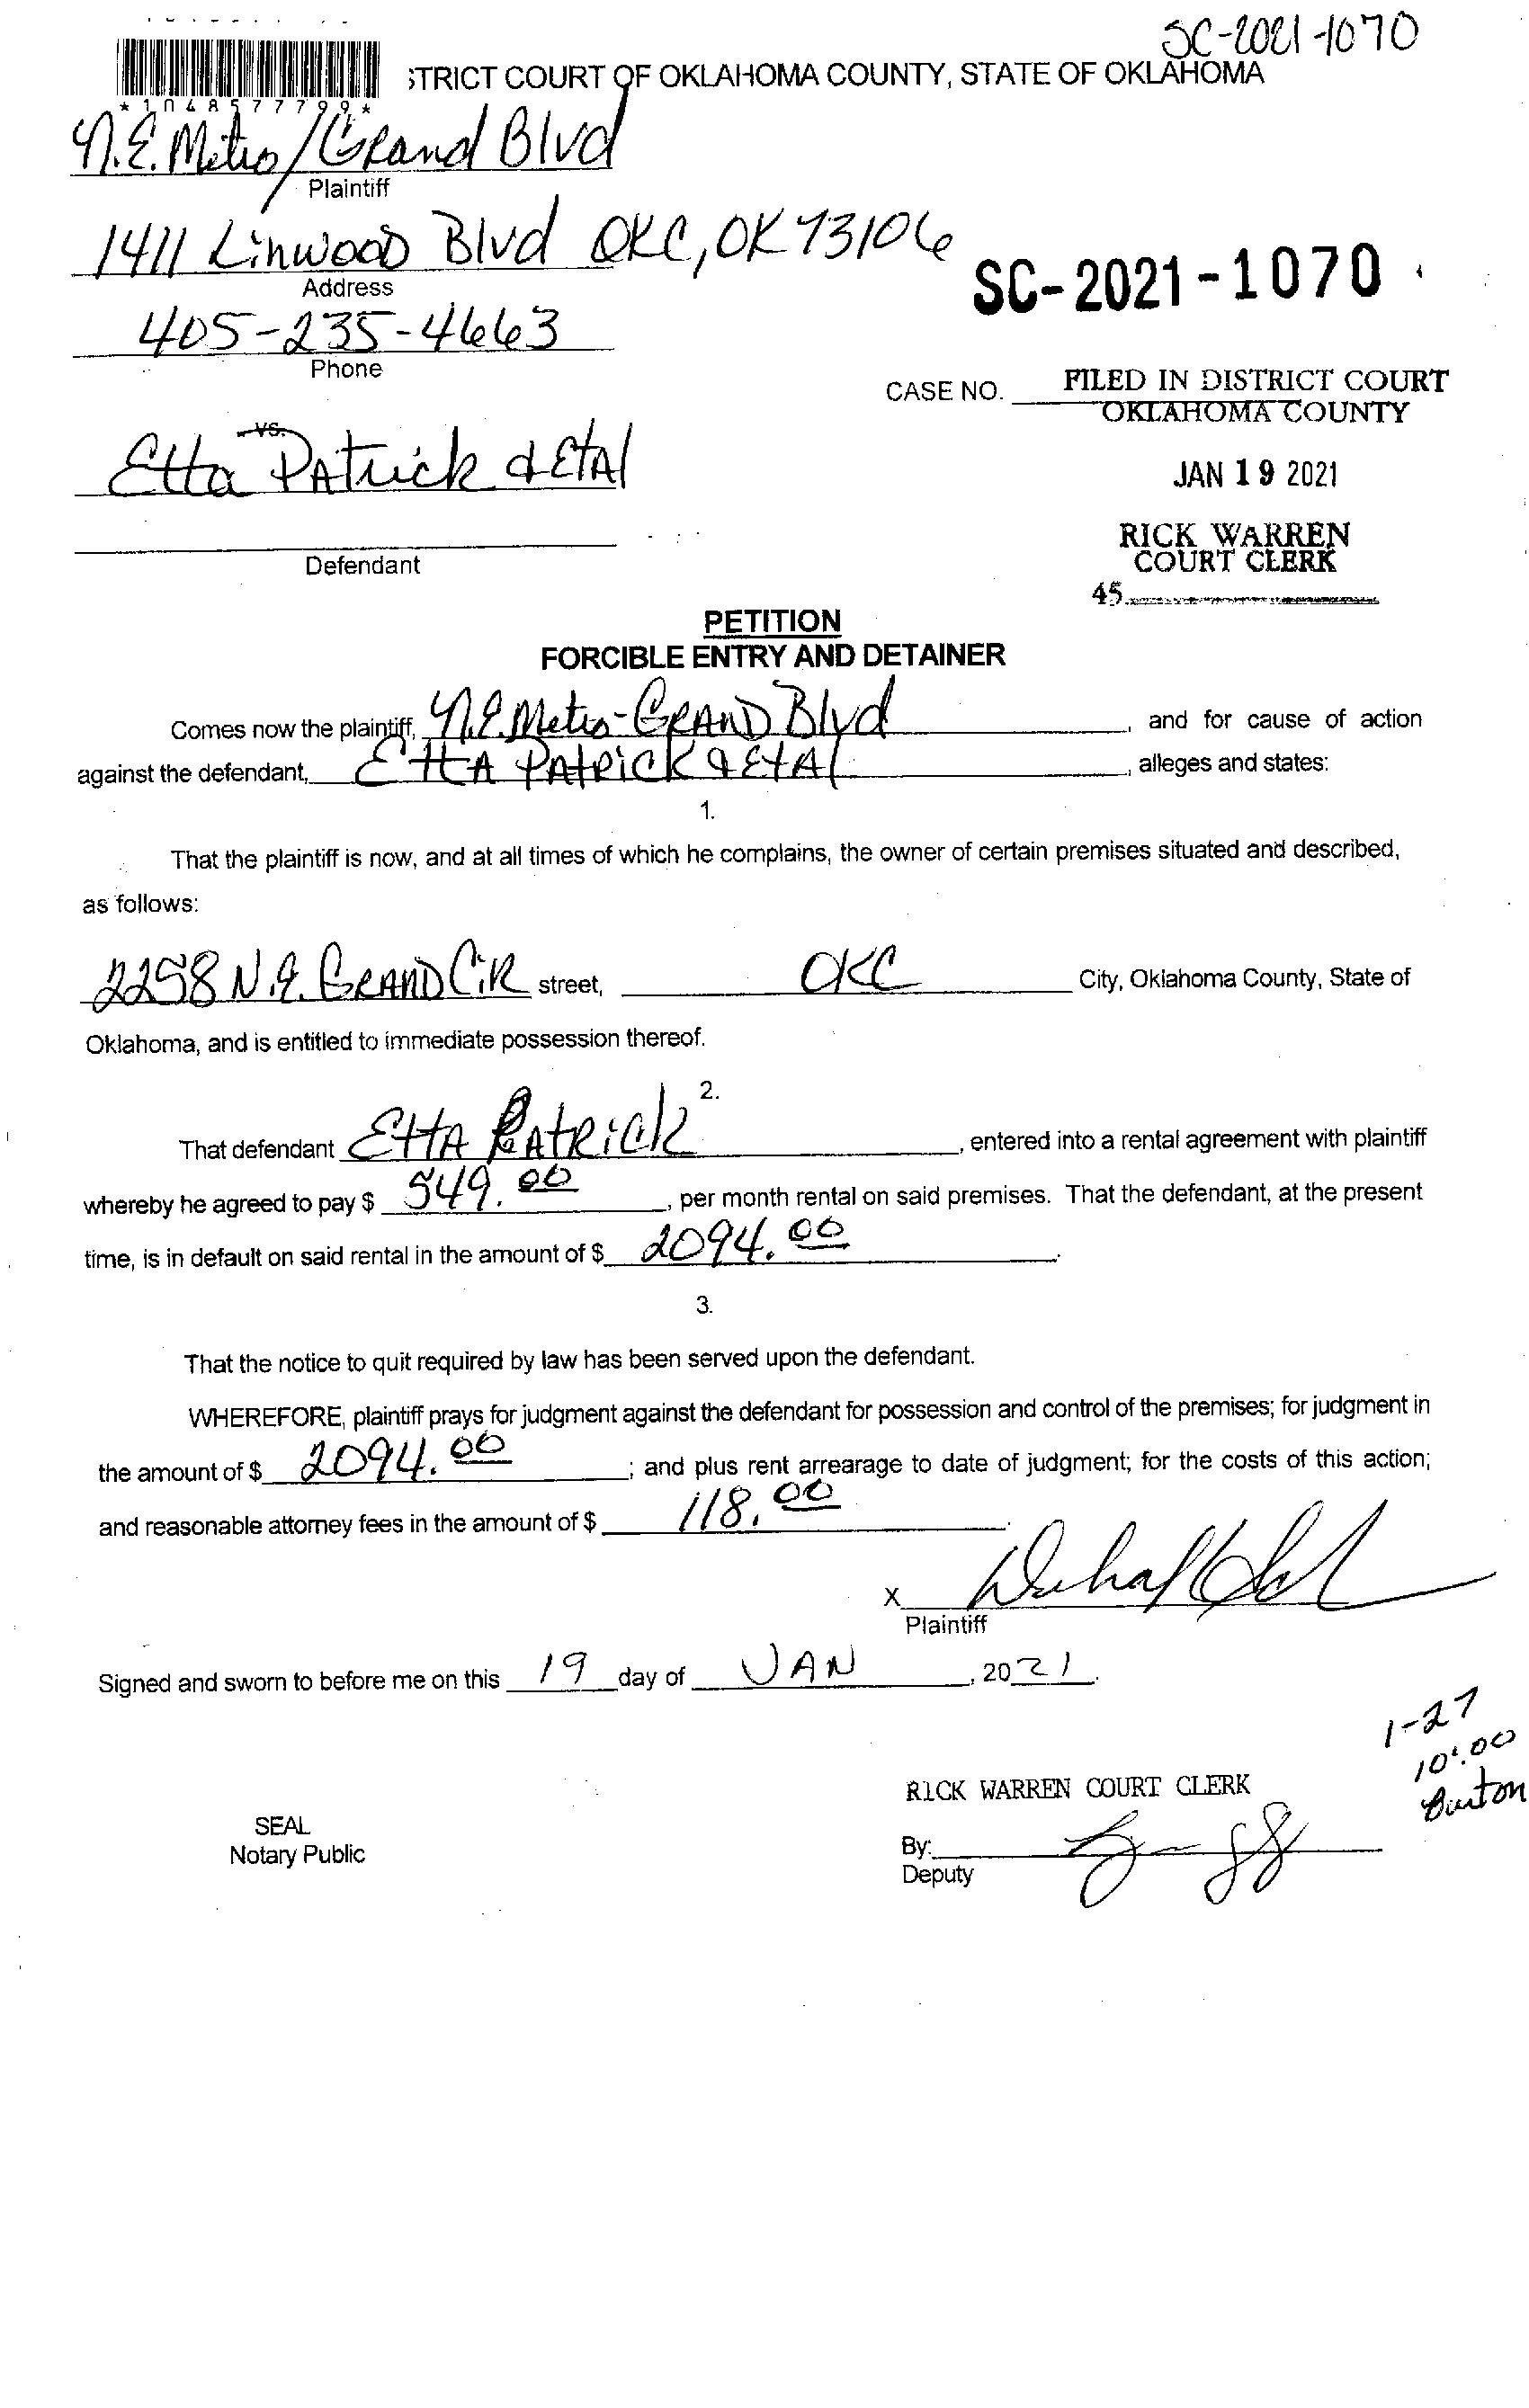 SC-2021-1070
STRICT COURT OF OKLAHOMA COUNTY, STATE OF OKLAHOMA
*1048577799*
N.E. Metro/Grand Blvd
Plaintiff
1411 Linwood Blvd OKC, OK 73106
Address
SC-2021-1070
405-235-4663
Phone
CASE NO. FILED IN DISTRICT COURT
OKLAHOMA COUNTY
vs.
Etta Patrick & Etal
JAN 19 2021
RICK WARREN
COURT CLERK
Defendant
45
PETITION
FORCIBLE ENTRY AND DETAINER
Comes now the plaintiff, N.E. Metro-Grand Blvd, and for cause of action
against the defendant, Etta Patrick & Etal, alleges and states:
1.
That the plaintiff is now, and at all times of which he complains, the owner of certain premises situated and described,
as follows:
2258 N.E. Grand Cir street, OKC City, Oklahoma County, State of
Oklahoma, and is entitled to immediate possession thereof.
2.
That defendant Etta Patrick, entered into a rental agreement with plaintiff
whereby he agreed to pay $ 549.00, per month rental on said premises. That the defendant, at the present
time, is in default on said rental in the amount of $ 2094.00.
3.
That the notice to quit required by law has been served upon the defendant.
WHEREFORE, plaintiff prays for judgment against the defendant for possession and control of the premises; for judgment in
the amount of $ 2094.00; and plus rent arrearage to date of judgment; for the costs of this action;
and reasonable attorney fees in the amount of $ 118.00.
X
Plaintiff
Signed and sworn to before me on this 19 day of JAN, 2021.
1-27
10:00
Burton
RICK WARREN COURT CLERK
SEAL
Notary Public
By:
Deputy